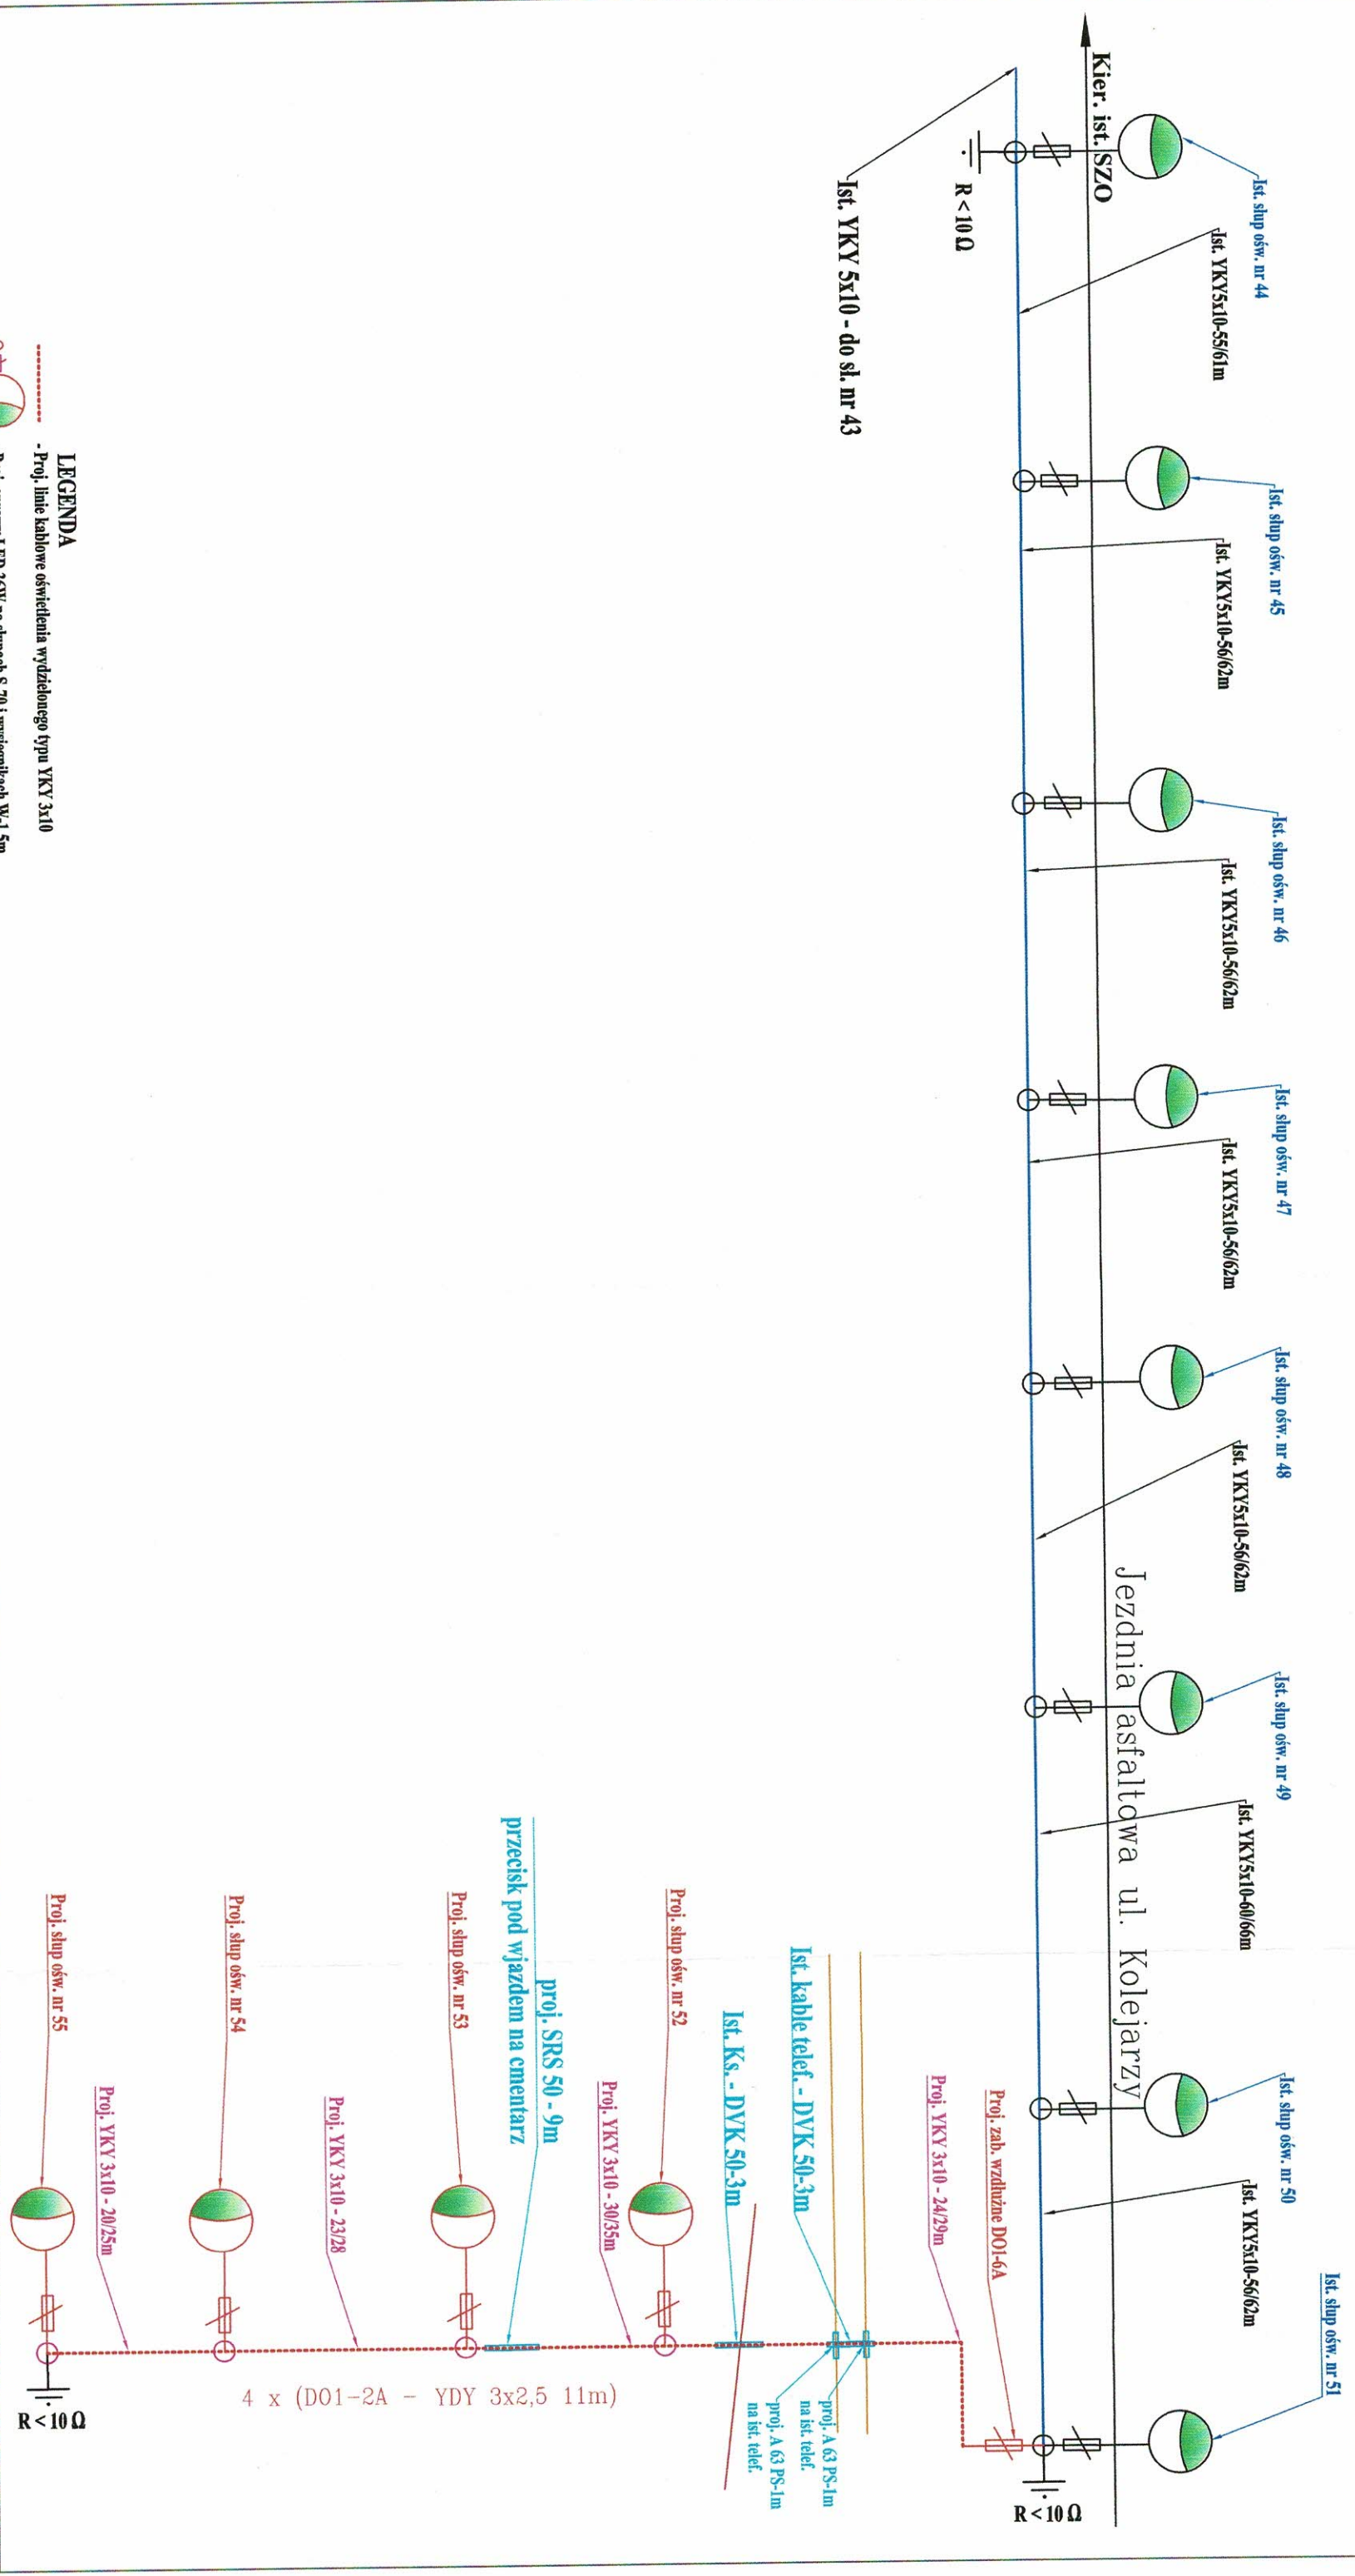 Kier. ist. SZO
Ist. słup ośw. nr 44
Ist. YKY5x10-55/61m
Ist. słup ośw. nr 45
Ist. YKY5x10-56/62m
Ist. słup ośw. nr 46
Ist. YKY5x10-56/62m
Ist. słup ośw. nr 47
Ist. YKY5x10-56/62m
Ist. słup ośw. nr 48
Ist. YKY5x10-56/62m
Ist. słup ośw. nr 49
Ist. YKY5x10-60/66m
Ist. słup ośw. nr 50
Ist. YKY5x10-56/62m
Ist. słup ośw. nr 51
Jezdnia asfaltowa ul. Kolejarzy
R < 10 Ω
Ist. YKY 5x10 - do sł. nr 43
R < 10 Ω
Proj. zab. wzdłużne DO1-6A
Proj. YKY 3x10 - 24/29m
Ist. kable telef. - DVK 50-3m
proj. A 63 PS-1m
na ist. telef.
proj. A 63 PS-1m
na ist. telef.
Ist. Ks. - DVK 50-3m
Proj. słup ośw. nr 52
Proj. YKY 3x10 - 30/35m
proj. SRS 50 - 9m
przecisk pod wjazdem na cmentarz
Proj. słup ośw. nr 53
4 x (DO1-2A - YDY 3x2,5 11m)
Proj. YKY 3x10 - 23/28
Proj. słup ośw. nr 54
Proj. YKY 3x10 - 20/25m
Proj. słup ośw. nr 55
R < 10 Ω
LEGENDA
- Proj. linie kablowe oświetlenia wydzielonego typu YKY 3x10